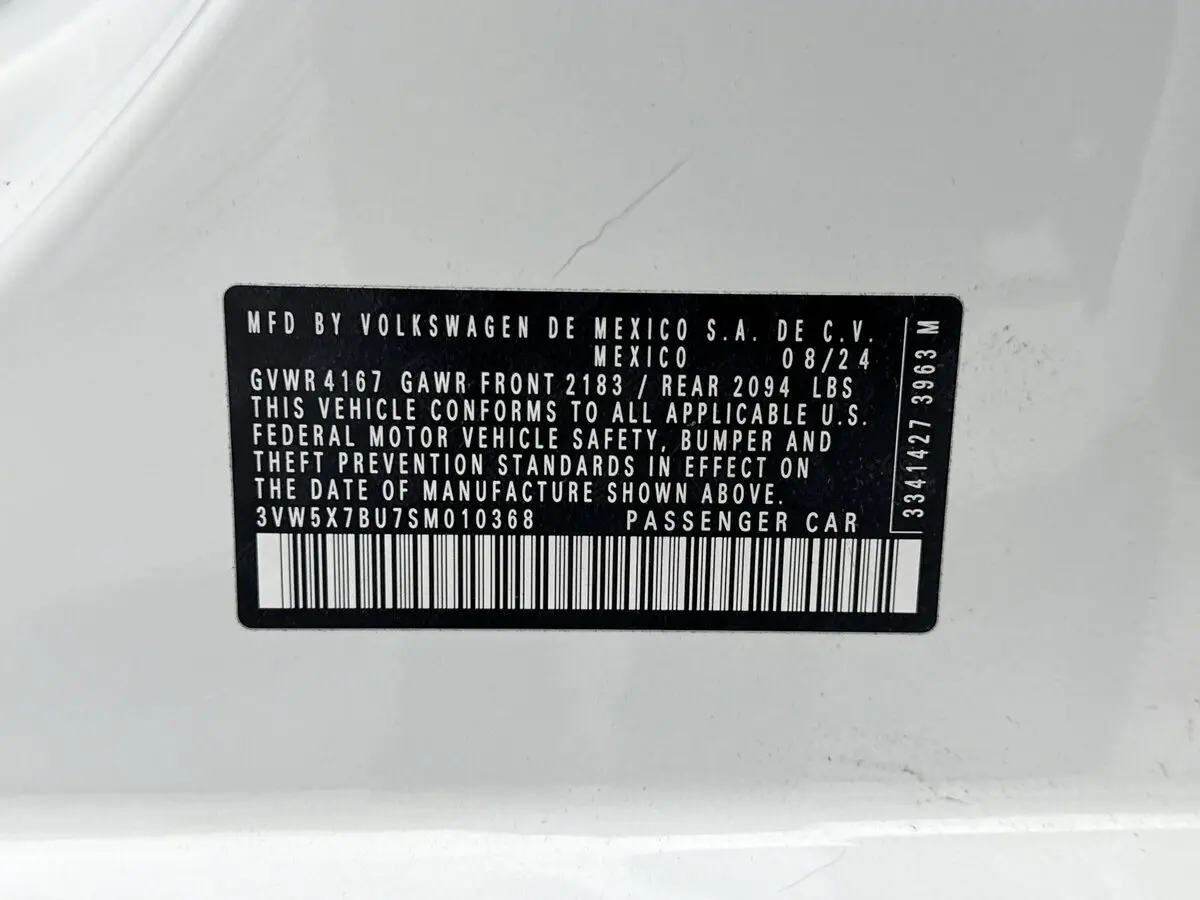 MFD BY VOLKSWAGEN DE MEXICO S.A. DE C.V.
MEXICO 08/24
GVWR 4167 GAWR FRONT 2183 / REAR 2094 LBS
THIS VEHICLE CONFORMS TO ALL APPLICABLE U.S.
FEDERAL MOTOR VEHICLE SAFETY, BUMPER AND
THEFT PREVENTION STANDARDS IN EFFECT ON
THE DATE OF MANUFACTURE SHOWN ABOVE.
3VW5X7BU7SM010368 PASSENGER CAR
3341427 3963 M